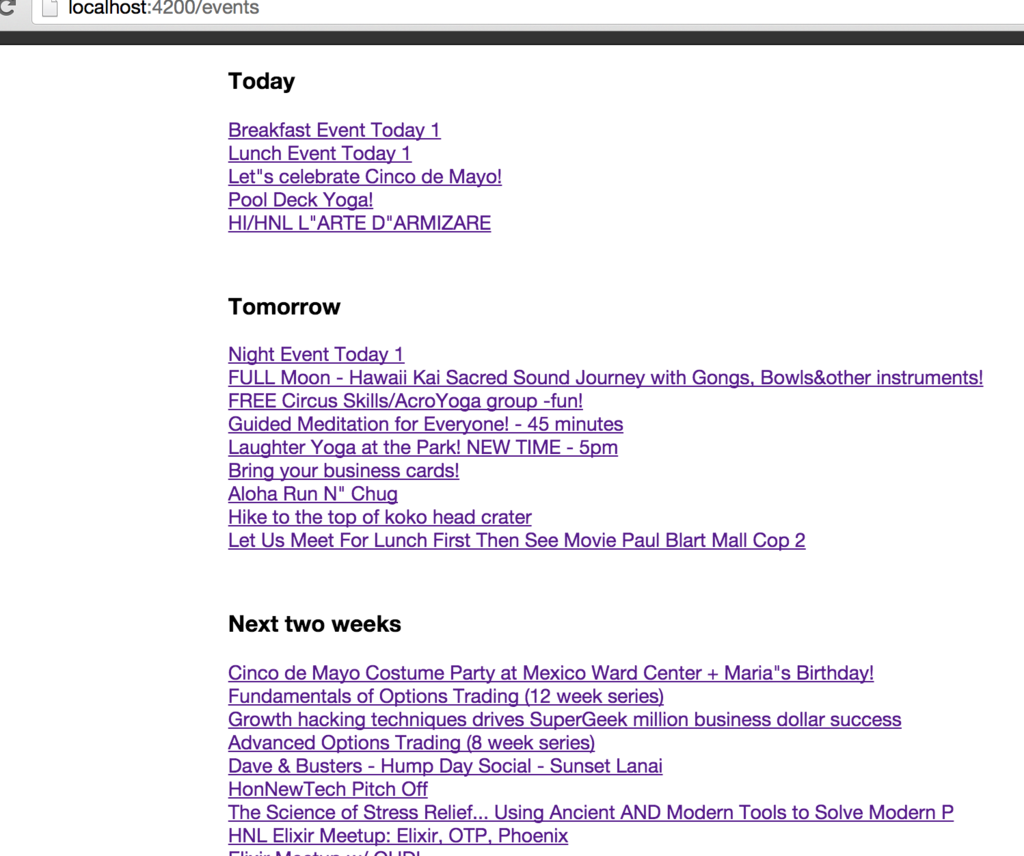 localhost:4200/events
Today
Breakfast Event Today 1
Lunch Event Today 1
Let"s celebrate Cinco de Mayo!
Pool Deck Yoga!
HI/HNL L"ARTE D"ARMIZARE
Tomorrow
Night Event Today 1
FULL Moon - Hawaii Kai Sacred Sound Journey with Gongs, Bowls&other instruments!
FREE Circus Skills/AcroYoga group -fun!
Guided Meditation for Everyone! - 45 minutes
Laughter Yoga at the Park! NEW TIME - 5pm
Bring your business cards!
Aloha Run N" Chug
Hike to the top of koko head crater
Let Us Meet For Lunch First Then See Movie Paul Blart Mall Cop 2
Next two weeks
Cinco de Mayo Costume Party at Mexico Ward Center + Maria"s Birthday!
Fundamentals of Options Trading (12 week series)
Growth hacking techniques drives SuperGeek million business dollar success
Advanced Options Trading (8 week series)
Dave & Busters - Hump Day Social - Sunset Lanai
HonNewTech Pitch Off
The Science of Stress Relief... Using Ancient AND Modern Tools to Solve Modern P
HNL Elixir Meetup: Elixir, OTP, Phoenix
Elixir Meetup w/